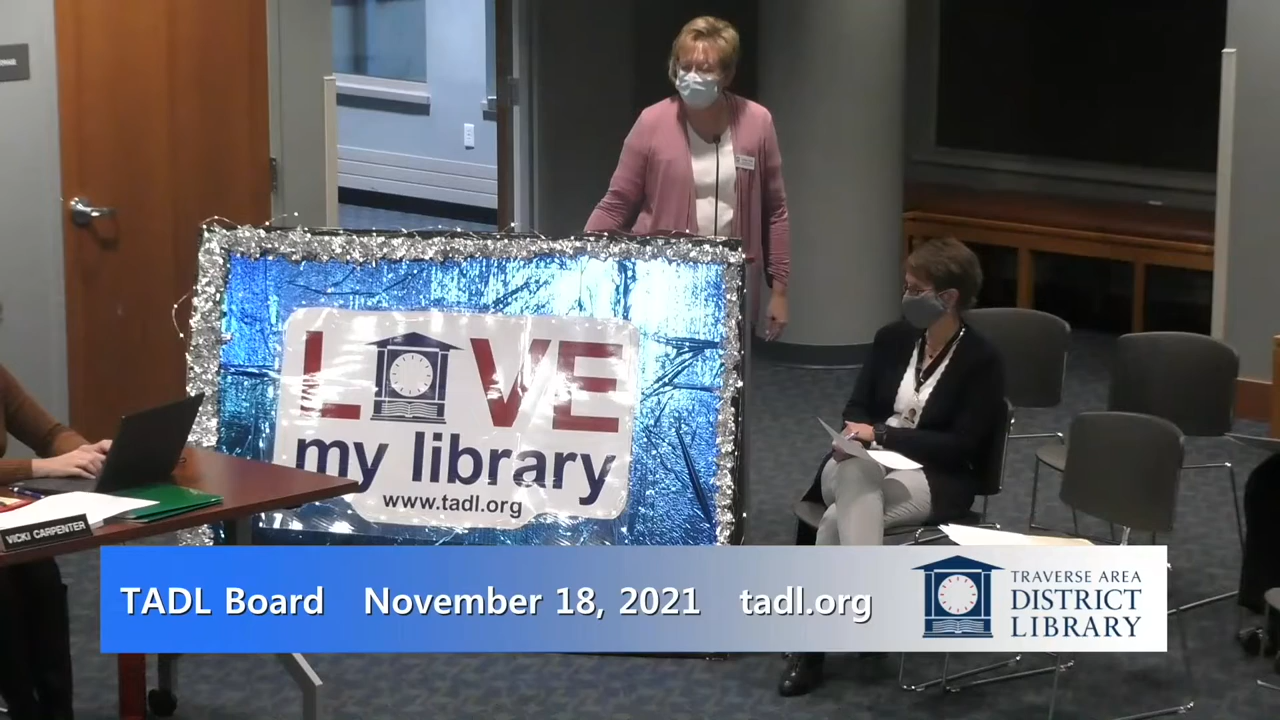 LOVE
my library
www.tadl.org
VICKI CARPENTER
TADL Board November 18, 2021 tadl.org
TRAVERSE AREA
DISTRICT
LIBRARY